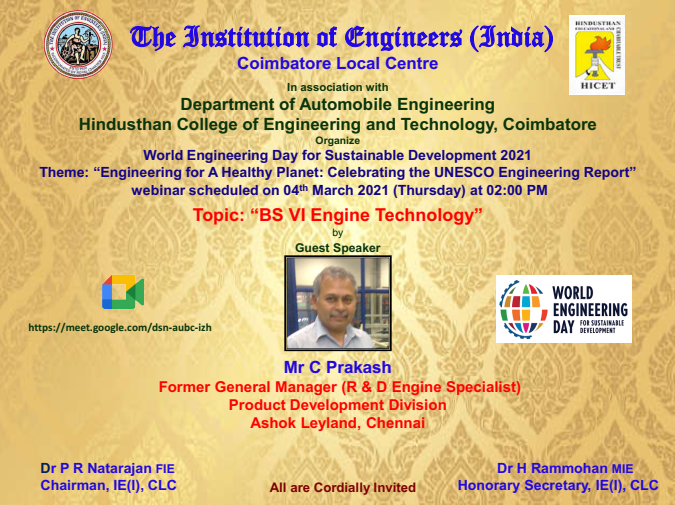 The Institution of Engineers (India)
Coimbatore Local Centre
HINDUSTHAN
HICET
In association with
Department of Automobile Engineering
Hindusthan College of Engineering and Technology, Coimbatore
Organize
World Engineering Day for Sustainable Development 2021
Theme: “Engineering for A Healthy Planet: Celebrating the UNESCO Engineering Report”
webinar scheduled on 04th March 2021 (Thursday) at 02:00 PM
Topic: “BS VI Engine Technology”
by
Guest Speaker
https://meet.google.com/dsn-aubc-izh
WORLD
ENGINEERING
DAY FOR SUSTAINABLE
DEVELOPMENT
Mr C Prakash
Former General Manager (R & D Engine Specialist)
Product Development Division
Ashok Leyland, Chennai
Dr P R Natarajan FIE
Chairman, IE(I), CLC
All are Cordially Invited
Dr H Rammohan MIE
Honorary Secretary, IE(I), CLC